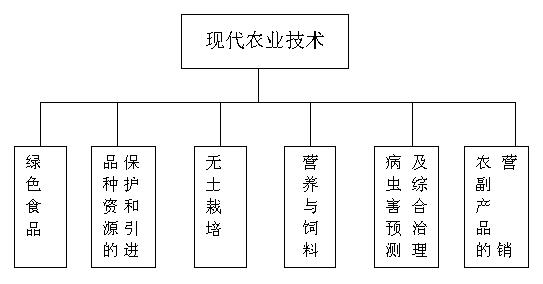 现代农业技术
绿色食品
品种资源的
保护和引进
无土栽培
营养与饲料
病虫害预测
及综合治理
农副产品的
营销